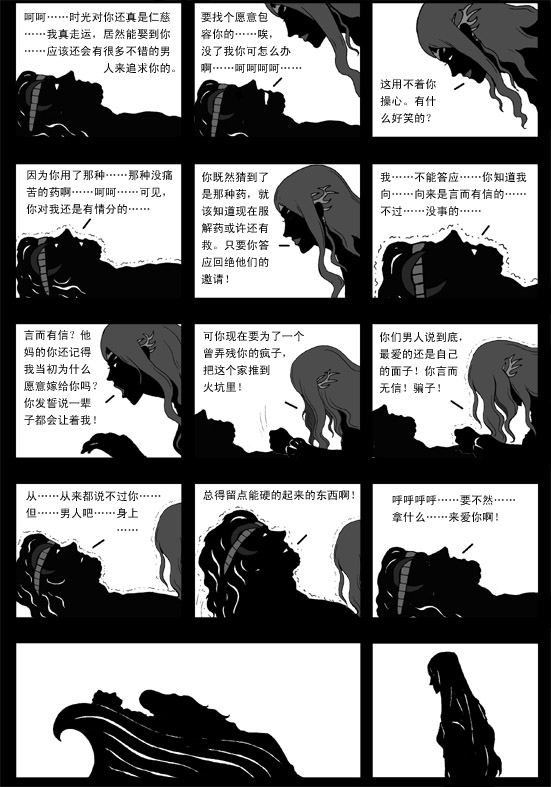 呵呵……时光对你还真是仁慈
……我真走运，居然能娶到你
……应该还会有很多不错的男
人来追求你的。
要找个愿意包
容你的……唉，
没了我你可怎么办
啊……呵呵呵呵……
这用不着你
操心。有什
么好笑的？
因为你用了那种……那种没痛
苦的药啊……呵呵……可见，
你对我还是有情分的……
你既然猜到了
是那种药，就
该知道现在服
解药或许还有
救。只要你答
应回绝他们的
邀请！
我……不能答应……你知道我
向……向来是言而有信的……
不过……没事的……
言而有信？他
妈的你还记得
我当初为什么
愿意嫁给你吗？
你发誓说一辈
子都会让着我！
可你现在要为了一个
曾弄残你的疯子，
把这个家推到
火坑里！
你们男人说到底，
最爱的还是自己
的面子！你言而
无信！骗子！
从……从来都说不过你……
但……男人吧……身上
……
总得留点能硬的起来的东西啊！
呼呼呼呼……要不然……
拿什么……来爱你啊！